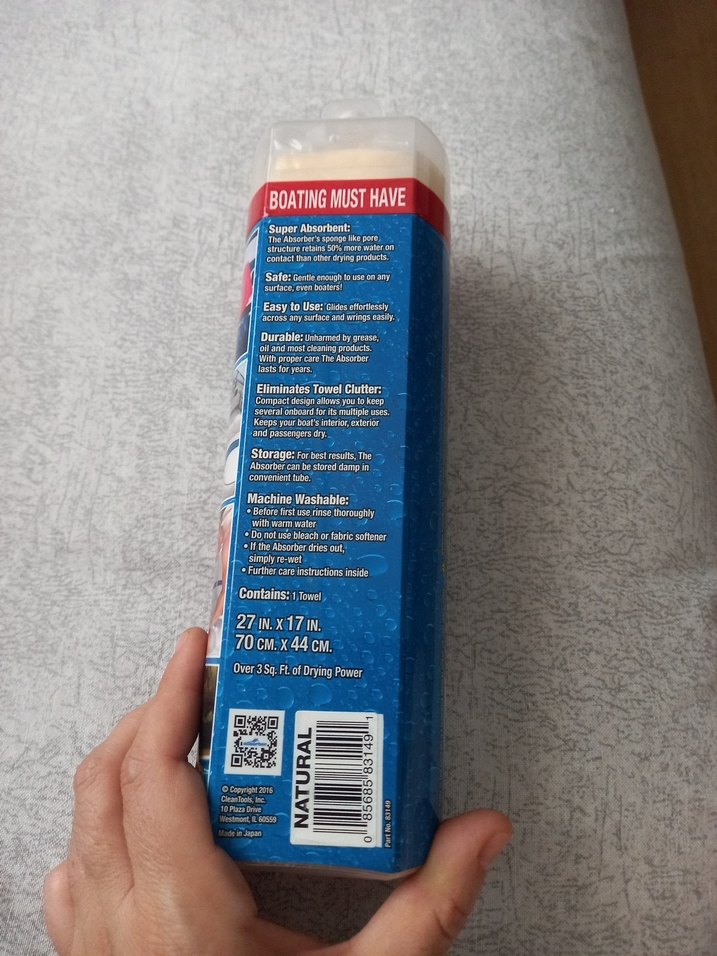 BOATING MUST HAVE
Super Absorbent:
The Absorber's sponge like pore
structure retains 50% more water on
contact than other drying products.
Safe: Gentle enough to use on any
surface, even boaters!
Easy to Use: Glides effortlessly
across any surface and wrings easily.
Durable: Unharmed by grease,
oil and most cleaning products.
With proper care The Absorber
lasts for years.
Eliminates Towel Clutter:
Compact design allows you to keep
several onboard for its multiple uses.
Keeps your boat's interior, exterior
and passengers dry.
Storage: For best results, The
Absorber can be stored damp in
convenient tube.
Machine Washable:
• Before first use rinse thoroughly
with warm water
• Do not use bleach or fabric softener
• If the Absorber dries out,
simply re-wet
• Further care instructions inside
Contains: 1 Towel
27 IN. X 17 IN.
70 CM. X 44 CM.
Over 3 Sq. Ft. of Drying Power
© Copyright 2016
CleanTools, Inc.
10 Plaza Drive
Westmont, IL 60559
Made in Japan
NATURAL
0 85685 83149 1
Part No. 83149